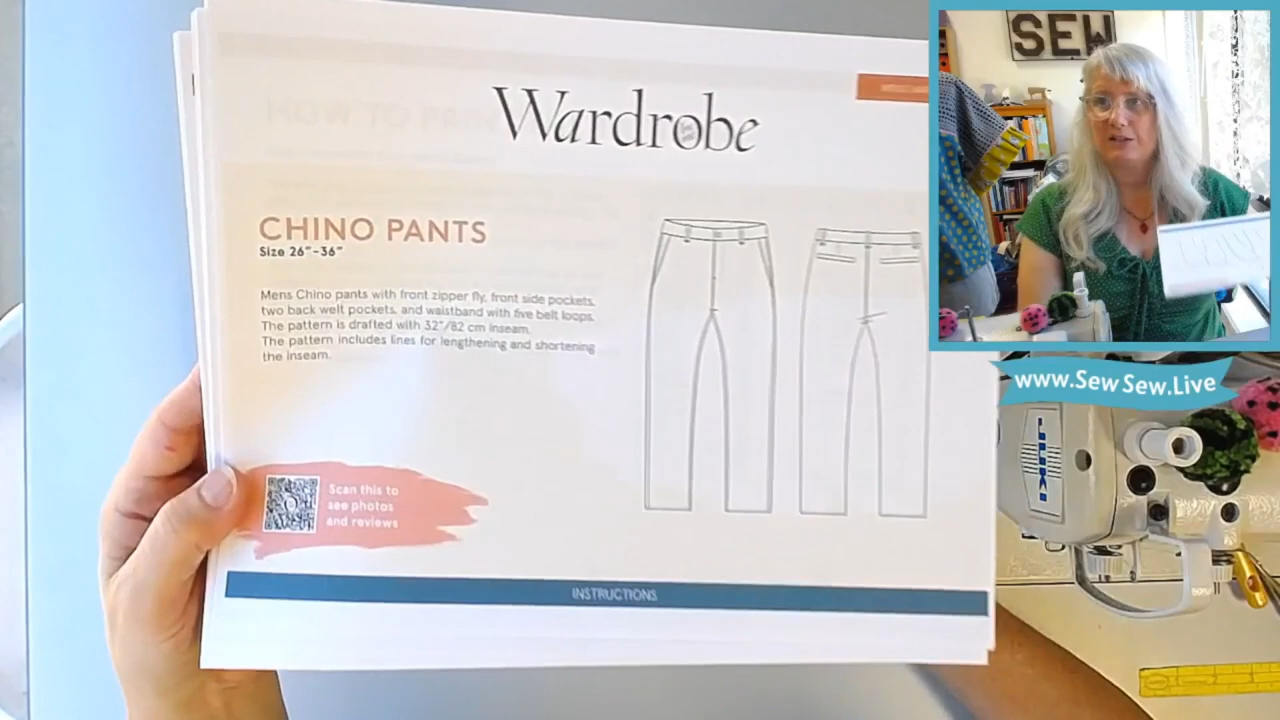 Wardrobe
CHINO PANTS
Size 26"-36"
Mens Chino pants with front zipper fly, front side pockets,
two back welt pockets, and waistband with five belt loops.
The pattern is drafted with 32"/82 cm inseam.
The pattern includes lines for lengthening and shortening
the inseam.
Scan this to
see photos
and reviews
INSTRUCTIONS
SEW
www.SewSew.Live
JUKI